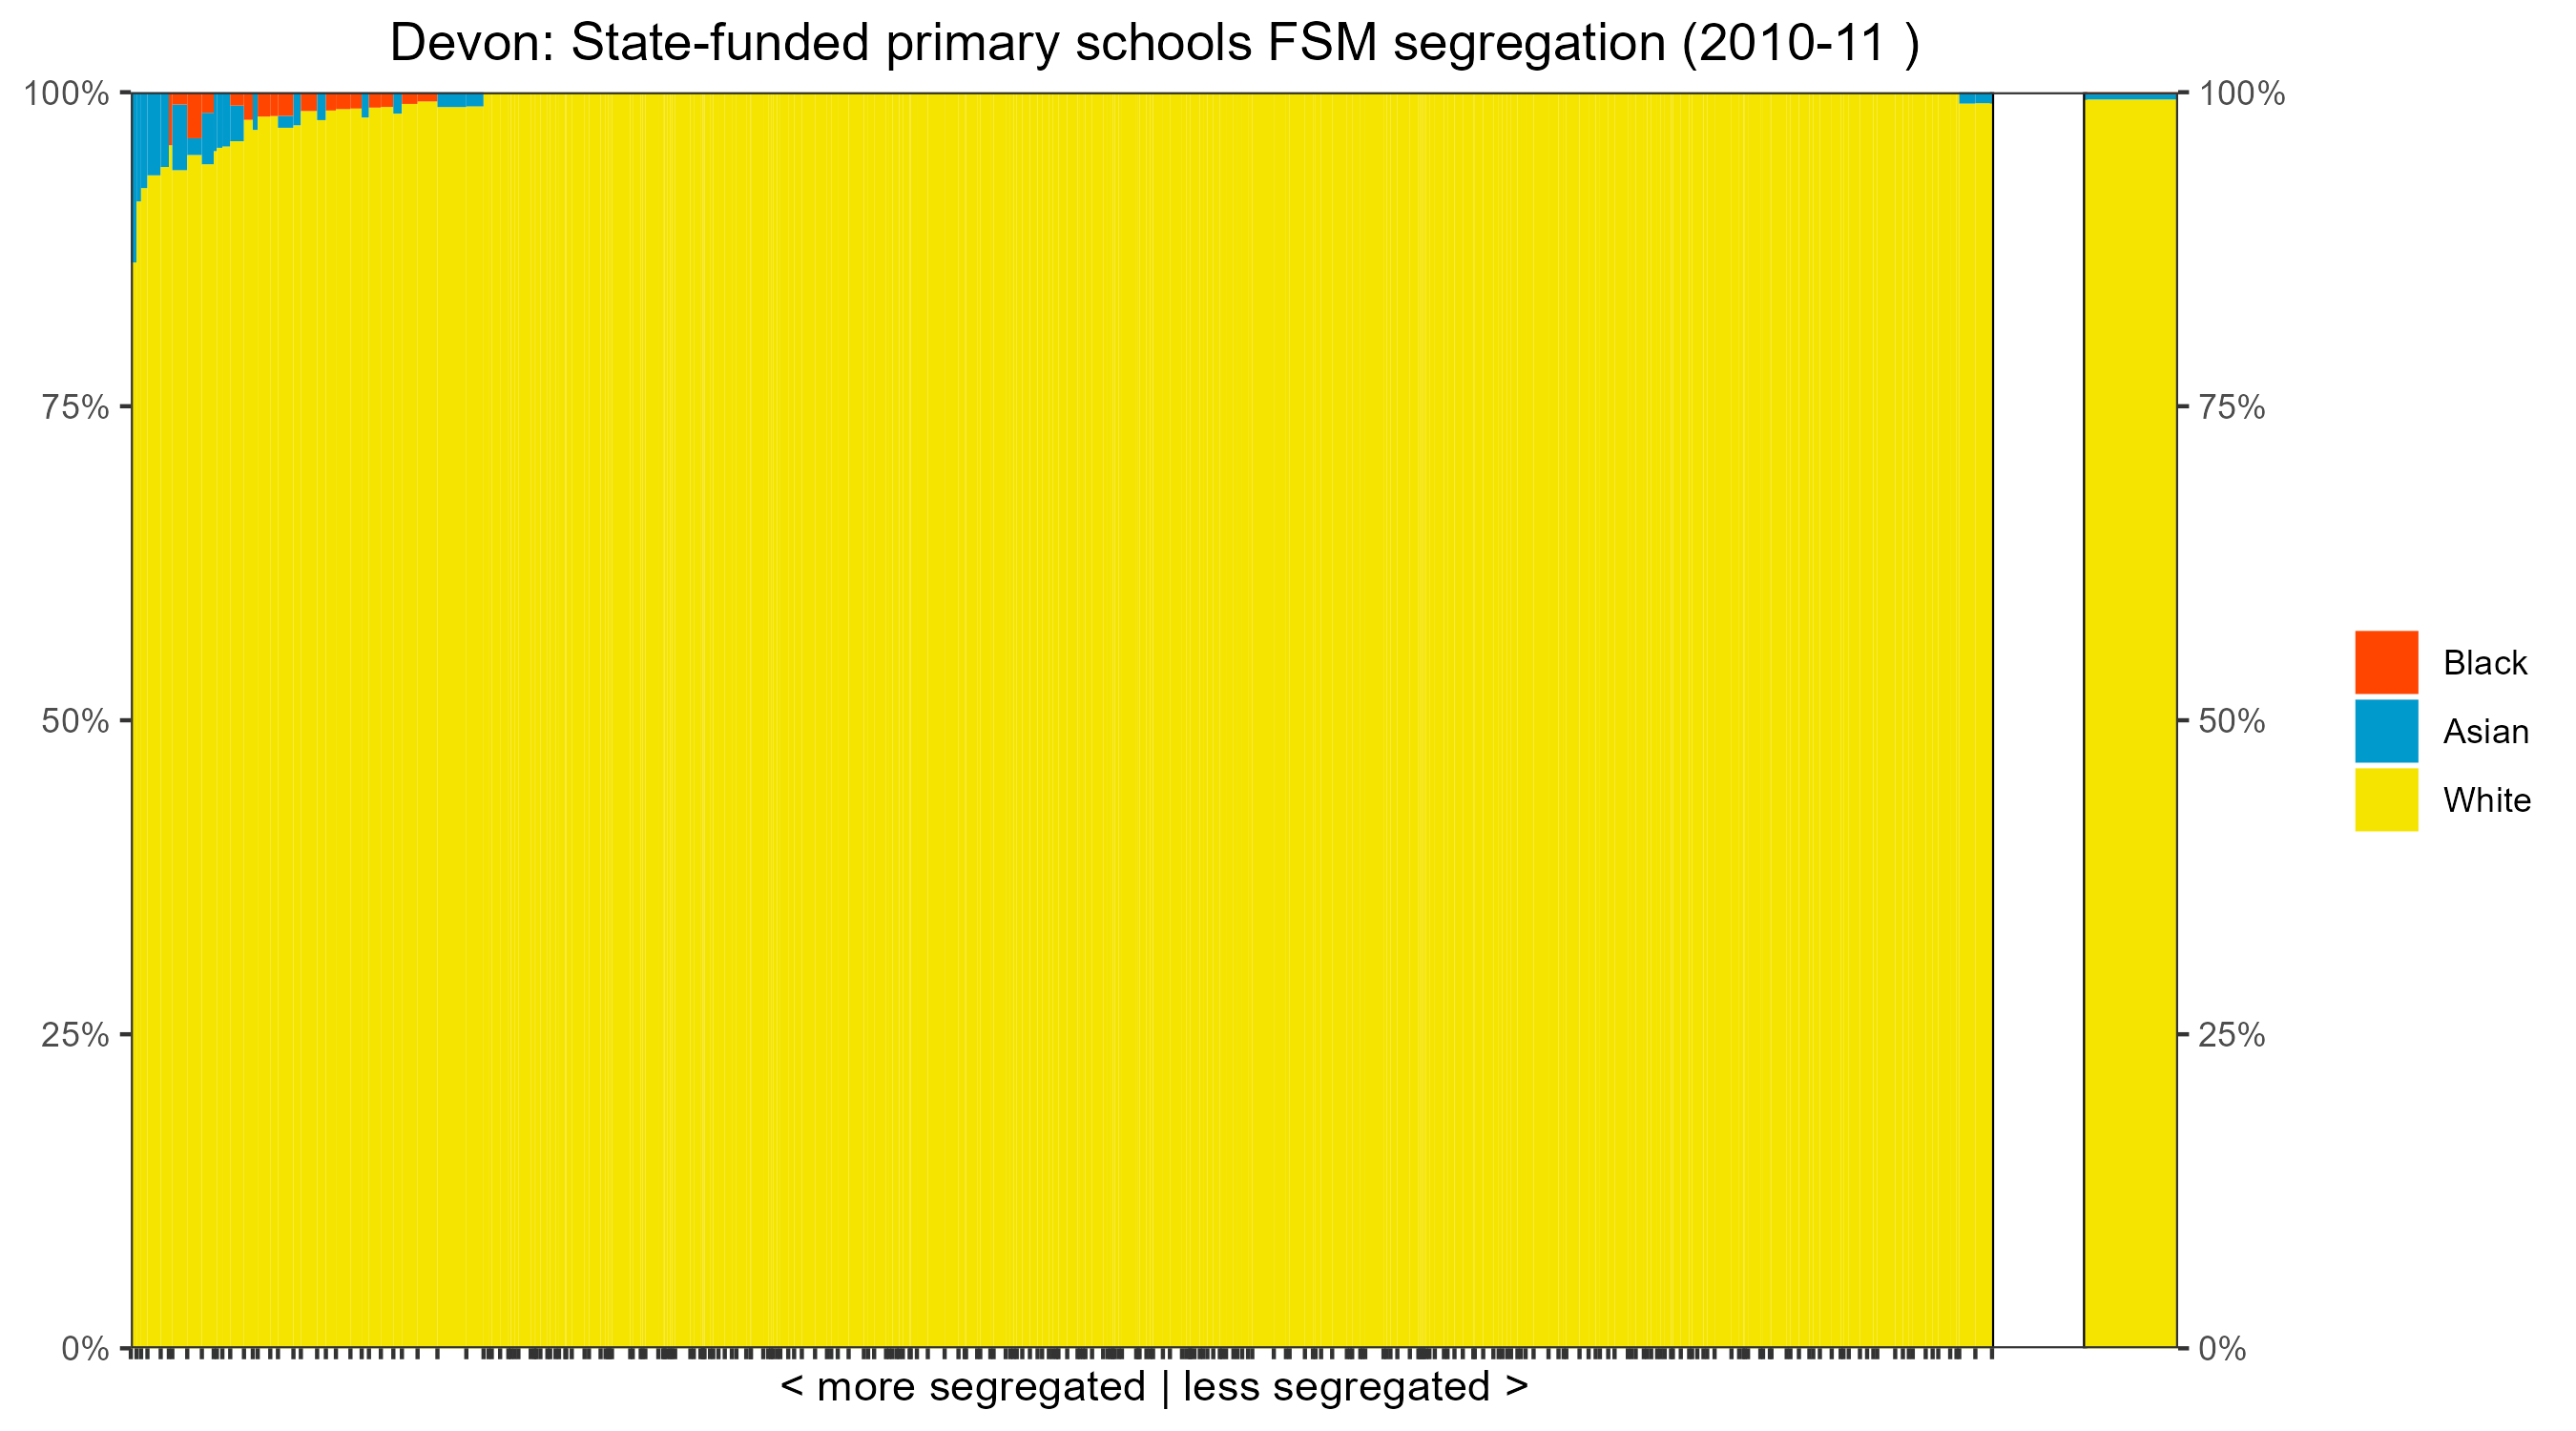 Devon: State-funded primary schools FSM segregation (2010-11 )
100%
75%
50%
25%
0%
100%
75%
50%
25%
0%
Black
Asian
White
< more segregated | less segregated >